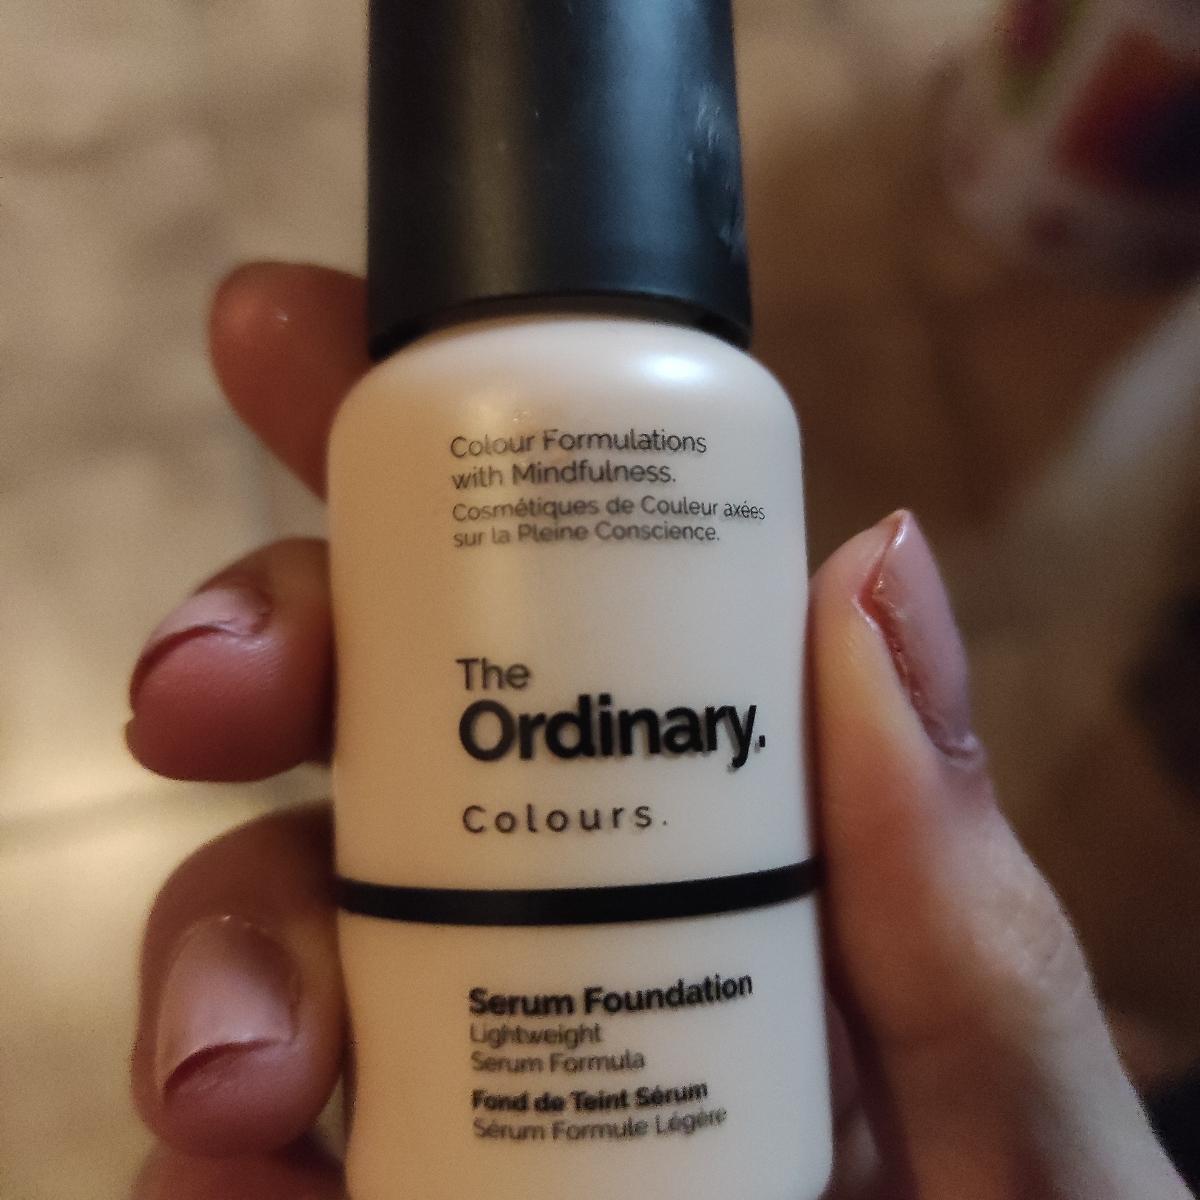 Colour Formulations
with Mindfulness.
Cosmétiques de Couleur axées
sur la Pleine Conscience.
The
Ordinary.
Colours.
Serum Foundation
Lightweight
Serum Formula
Fond de Teint Sérum
Sérum Formule Légère